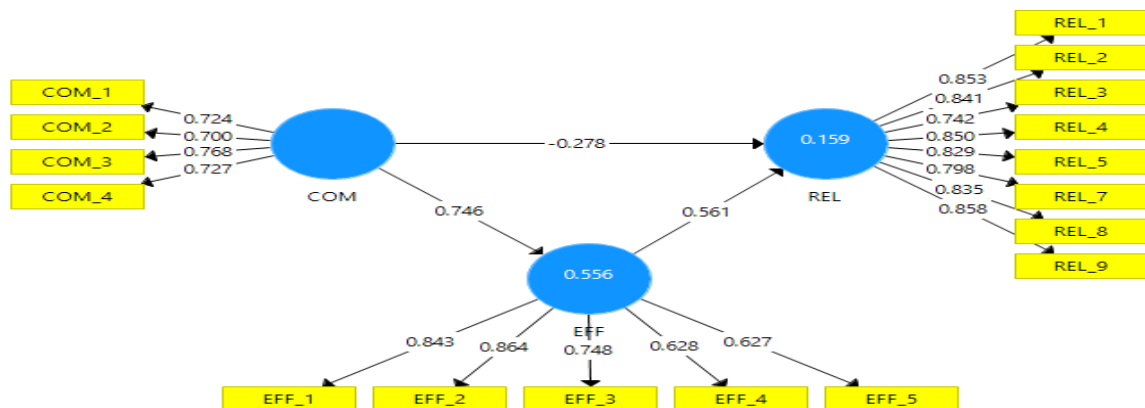 REL_1
REL_2
0.853
COM_1
0.841
REL_3
0.724
0.742
COM_2
0.159
0.850
REL_4
0.700
-0.278
0.829
COM_3
0.768
REL_5
0.727
0.798
COM_4
COM
REL
0.835
REL_7
0.858
0.746
0.561
REL_8
REL_9
0.556
EFF
0.843
0.864
0.748
0.628
0.627
EFF_1
EFF_2
EFF_3
EFF_4
EFF_5